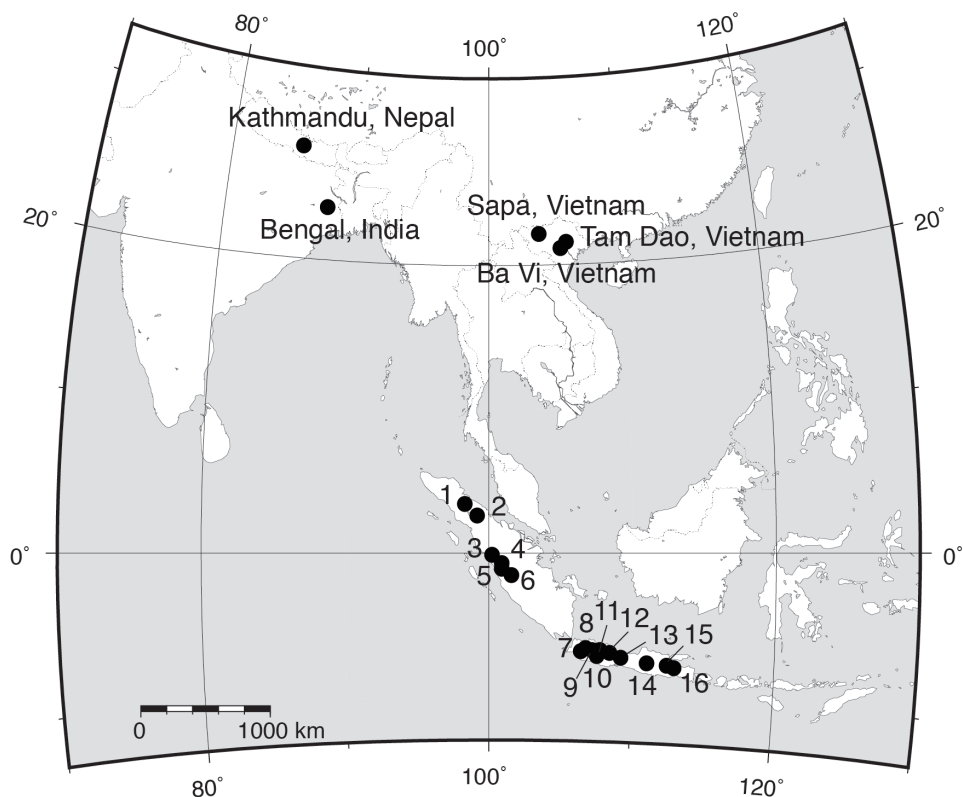 80° 100° 120°
Kathmandu, Nepal
Sapa, Vietnam
20° 20°
Bengal, India Tam Dao, Vietnam
Ba Vi, Vietnam
1 2
3 4
0° 0°
5 6
11 12
8 13 15
7
9 10 14 16
0 1000 km
80° 100° 120°